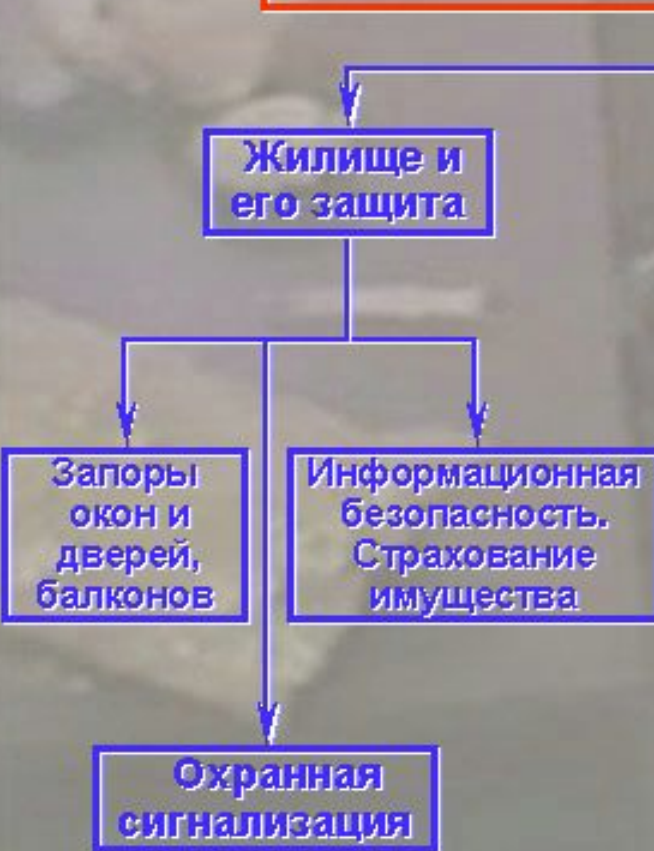 Жилище и
его защита
Запоры
окон и
дверей,
балконов
Информационная
безопасность.
Страхование
имущества
Охранная
сигнализация